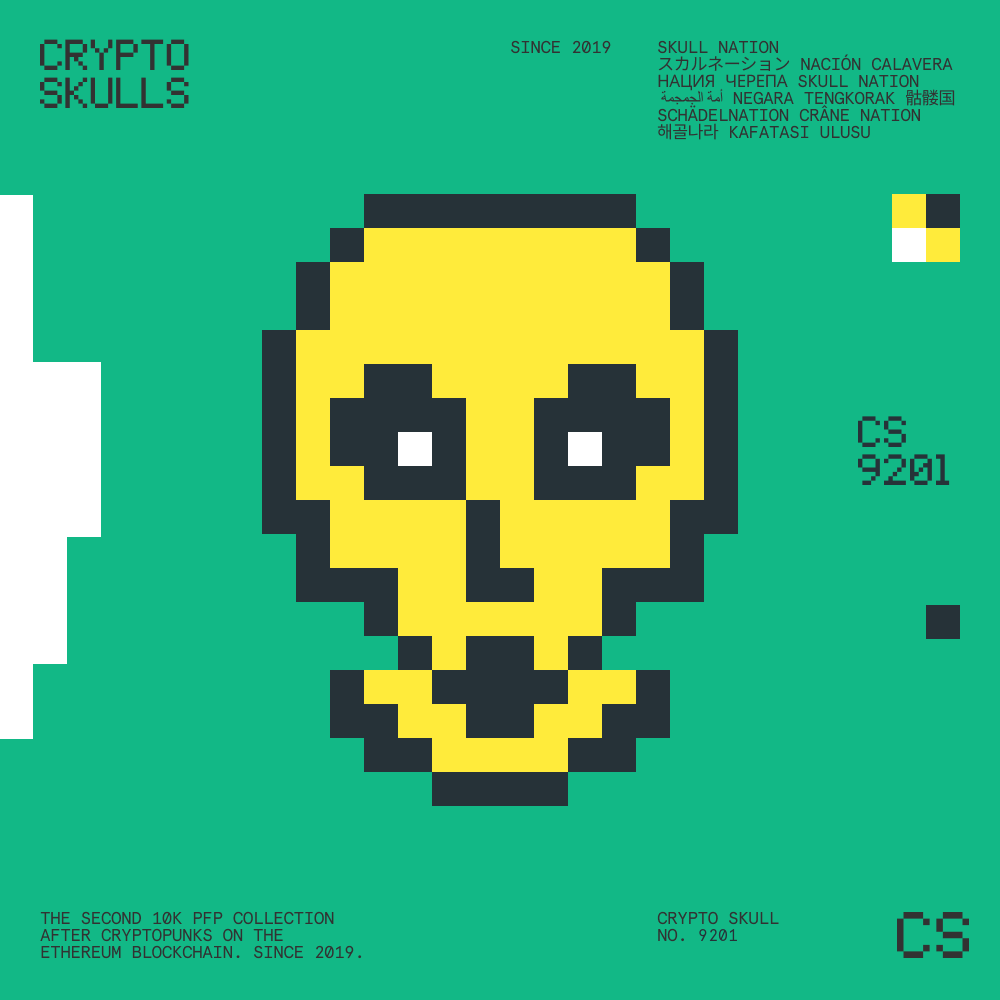 CRYPTO
SKULLS
SINCE 2019
SKULL NATION
スカルネーション NACIÓN CALAVERA
НАЦИЯ ЧЕРЕПА SKULL NATION
أمة الجمجمة NEGARA TENGKORAK 骷髅国
SCHÄDELNATION CRÂNE NATION
해골나라 KAFATASI ULUSU
CS
9201
THE SECOND 10K PFP COLLECTION
AFTER CRYPTOPUNKS ON THE
ETHEREUM BLOCKCHAIN. SINCE 2019.
CRYPTO SKULL
NO. 9201
CS